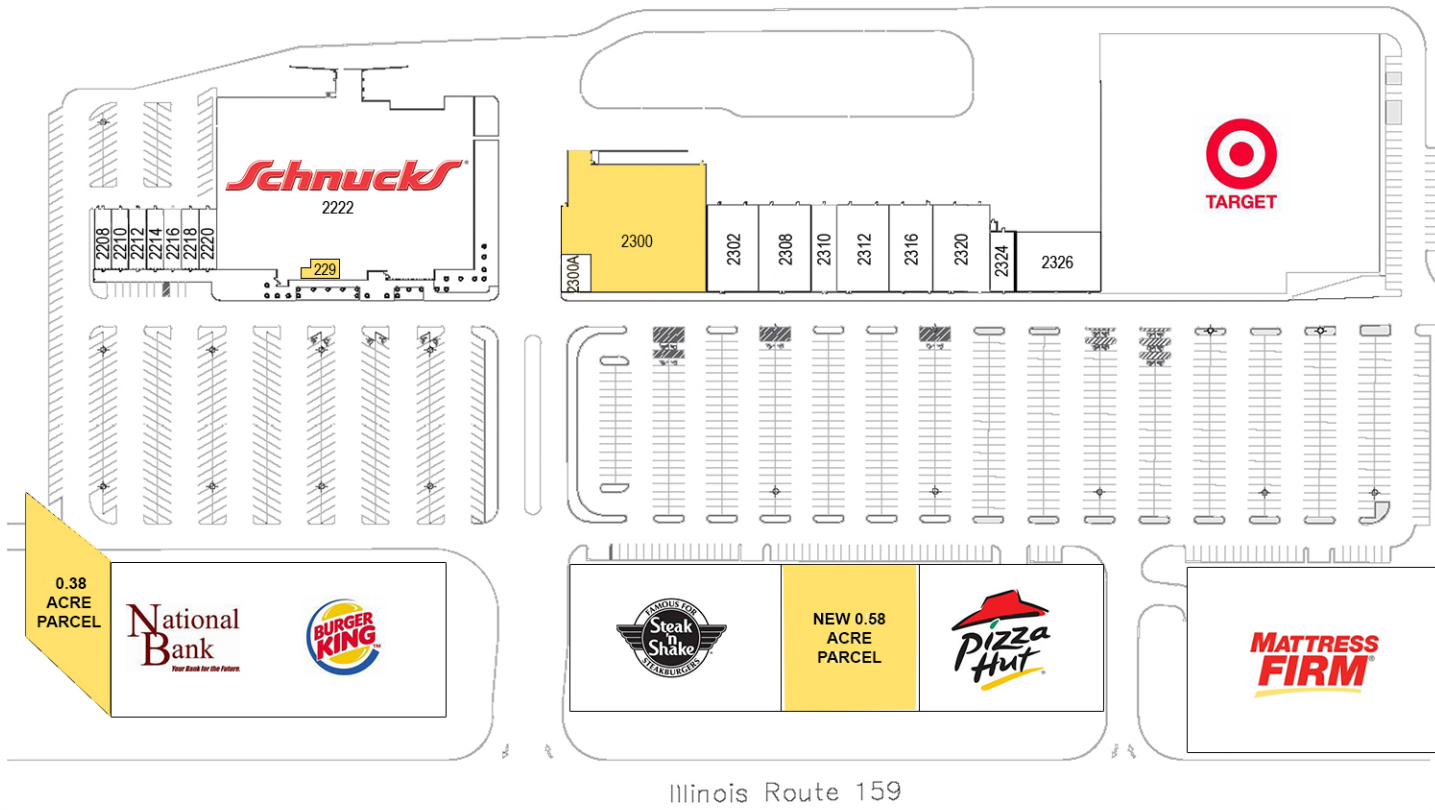 Schnucks
2222
TARGET
2208
2210
2212
2214
2216
2218
2220
229
2300
2300A
2302
2308
2310
2312
2316
2320
2324
2326
0.38
ACRE
PARCEL
National
Bank
Your Bank for the Future.
BURGER
KING
TM
FAMOUS FOR
Steak
'n
Shake
STEAKBURGERS
NEW 0.58
ACRE
PARCEL
Pizza
Hut
MATTRESS
FIRM®
Illinois Route 159